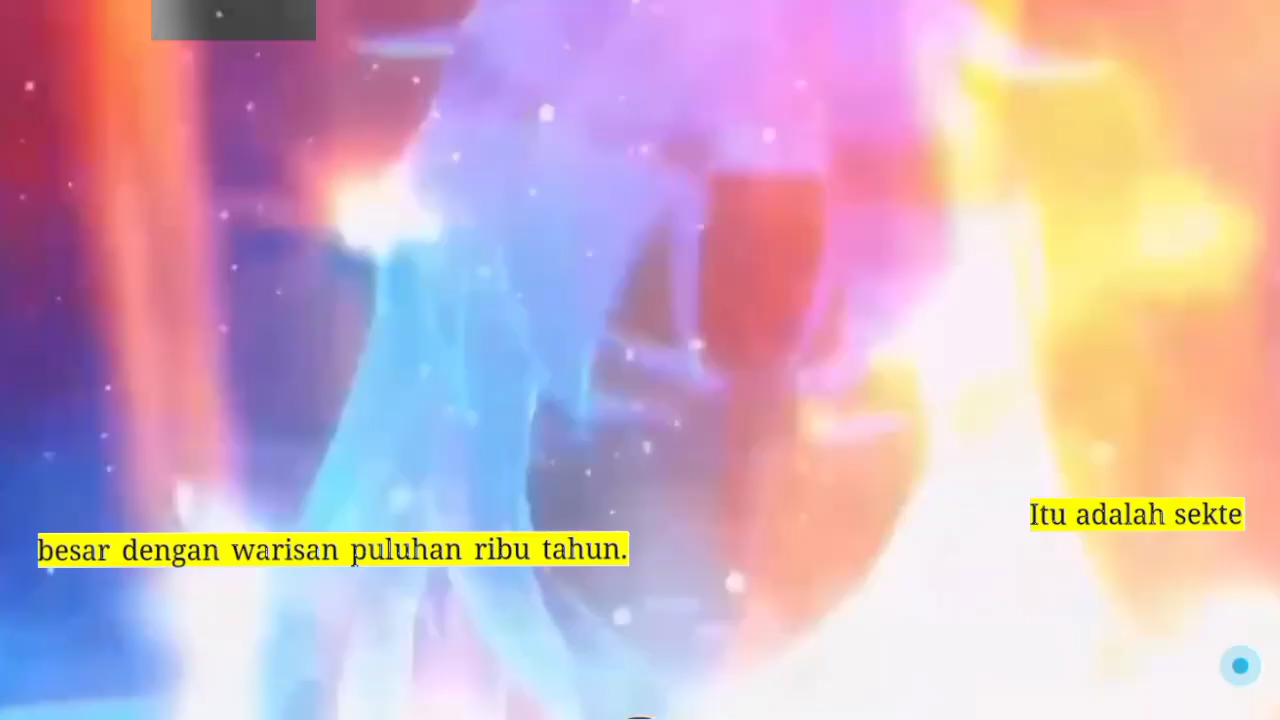 Itu adalah sekte
besar dengan warisan puluhan ribu tahun.